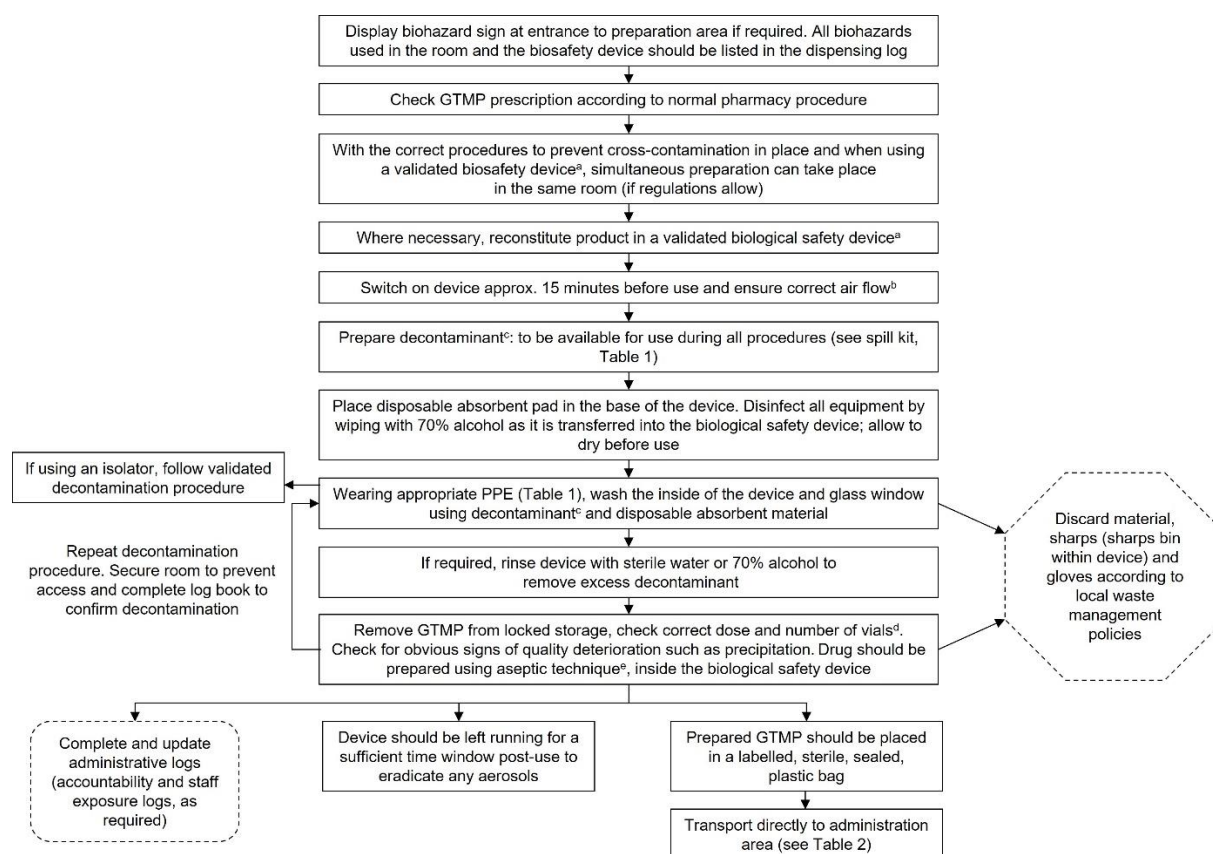 Display biohazard sign at entrance to preparation area if required. All biohazards
used in the room and the biosafety device should be listed in the dispensing log
Check GTMP prescription according to normal pharmacy procedure
With the correct procedures to prevent cross-contamination in place and when using
a validated biosafety deviceᵃ, simultaneous preparation can take place
in the same room (if regulations allow)
Where necessary, reconstitute product in a validated biological safety deviceᵃ
Switch on device approx. 15 minutes before use and ensure correct air flowᵇ
Prepare decontaminantᶜ: to be available for use during all procedures (see spill kit,
Table 1)
Place disposable absorbent pad in the base of the device. Disinfect all equipment by
wiping with 70% alcohol as it is transferred into the biological safety device; allow to
dry before use
If using an isolator, follow validated
decontamination procedure
Wearing appropriate PPE (Table 1), wash the inside of the device and glass window
using decontaminantᶜ and disposable absorbent material
Discard material,
sharps (sharps bin
within device) and
gloves according to
local waste
management
policies
Repeat decontamination
procedure. Secure room to prevent
access and complete log book to
confirm decontamination
If required, rinse device with sterile water or 70% alcohol to
remove excess decontaminant
Remove GTMP from locked storage, check correct dose and number of vialsᵈ.
Check for obvious signs of quality deterioration such as precipitation. Drug should be
prepared using aseptic techniqueᵉ, inside the biological safety device
Complete and update
administrative logs
(accountability and staff
exposure logs, as
required)
Device should be left running for a
sufficient time window post-use to
eradicate any aerosols
Prepared GTMP should be placed
in a labelled, sterile, sealed,
plastic bag
Transport directly to administration
area (see Table 2)